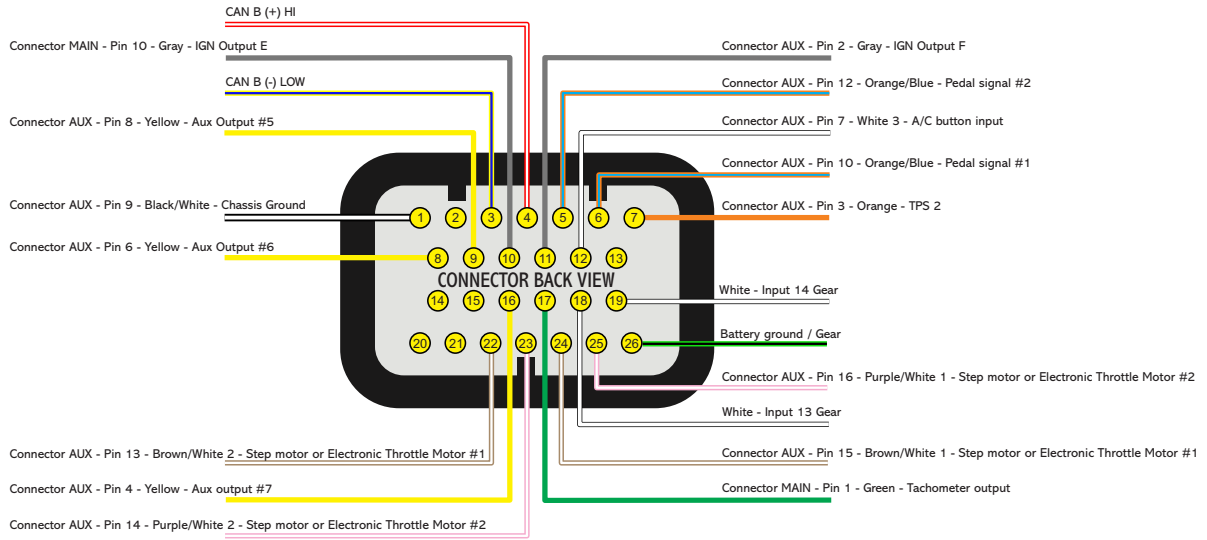 CAN B (+) HI
Connector MAIN - Pin 10 - Gray - IGN Output E
Connector AUX - Pin 2 - Gray - IGN Output F
CAN B (-) LOW
Connector AUX - Pin 12 - Orange/Blue - Pedal signal #2
Connector AUX - Pin 8 - Yellow - Aux Output #5
Connector AUX - Pin 7 - White 3 - A/C button input
Connector AUX - Pin 10 - Orange/Blue - Pedal signal #1
Connector AUX - Pin 9 - Black/White - Chassis Ground
Connector AUX - Pin 3 - Orange - TPS 2
1 2 3 4 5 6 7
Connector AUX - Pin 6 - Yellow - Aux Output #6
8 9 10 11 12 13
CONNECTOR BACK VIEW
White - Input 14 Gear
14 15 16 17 18 19
Battery ground / Gear
20 21 22 23 24 25 26
Connector AUX - Pin 16 - Purple/White 1 - Step motor or Electronic Throttle Motor #2
White - Input 13 Gear
Connector AUX - Pin 13 - Brown/White 2 - Step motor or Electronic Throttle Motor #1
Connector AUX - Pin 15 - Brown/White 1 - Step motor or Electronic Throttle Motor #1
Connector AUX - Pin 4 - Yellow - Aux output #7
Connector MAIN - Pin 1 - Green - Tachometer output
Connector AUX - Pin 14 - Purple/White 2 - Step motor or Electronic Throttle Motor #2